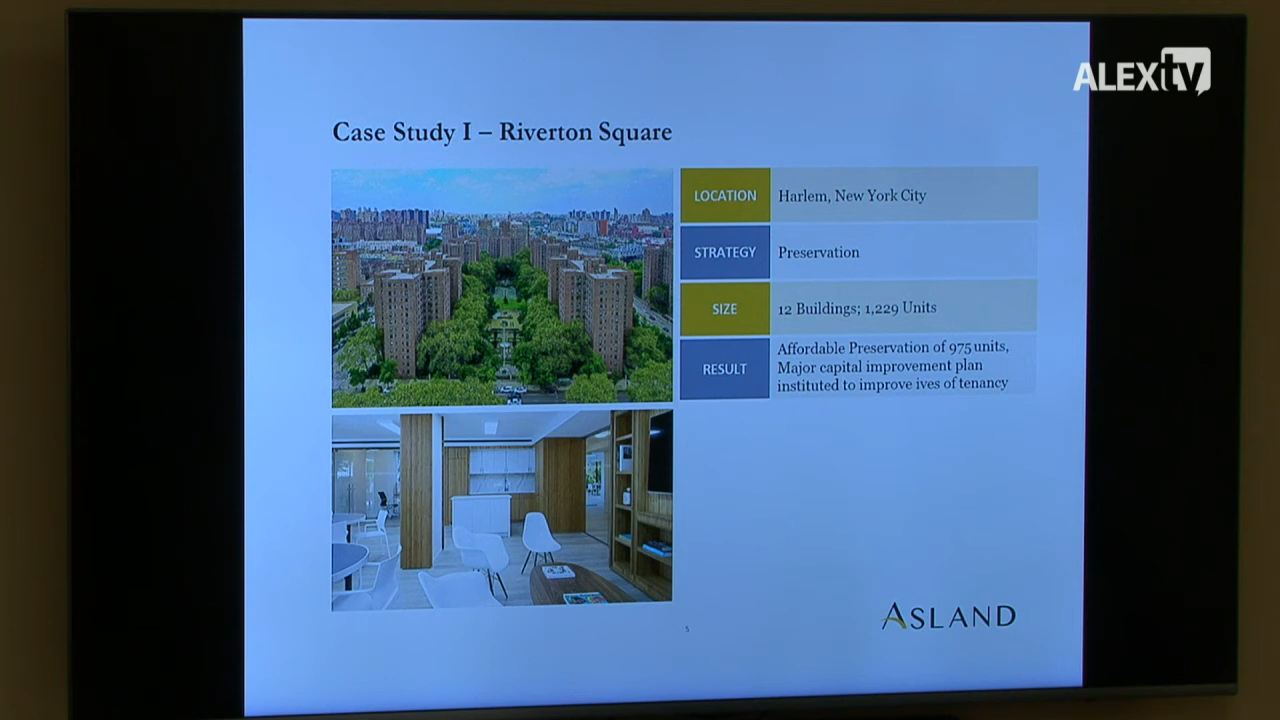 ALEXtv
Case Study I – Riverton Square
LOCATION
Harlem, New York City
STRATEGY
Preservation
SIZE
12 Buildings; 1,229 Units
RESULT
Affordable Preservation of 975 units,
Major capital improvement plan
instituted to improve ives of tenancy
5
ASLAND